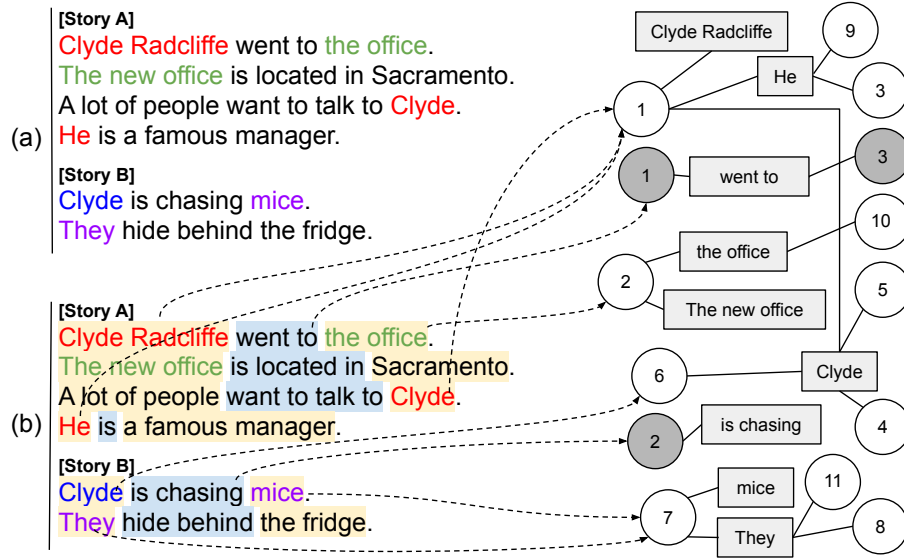 [Story A]
Clyde Radcliffe went to the office.
The new office is located in Sacramento.
A lot of people want to talk to Clyde.
He is a famous manager.
(a)
[Story B]
Clyde is chasing mice.
They hide behind the fridge.
[Story A]
Clyde Radcliffe went to the office.
The new office is located in Sacramento.
A lot of people want to talk to Clyde.
He is a famous manager.
(b)
[Story B]
Clyde is chasing mice.
They hide behind the fridge.
Clyde Radcliffe
9
He
1
3
1
went to
3
the office
10
2
The new office
5
6
Clyde
2
is chasing
4
mice
11
7
They
8